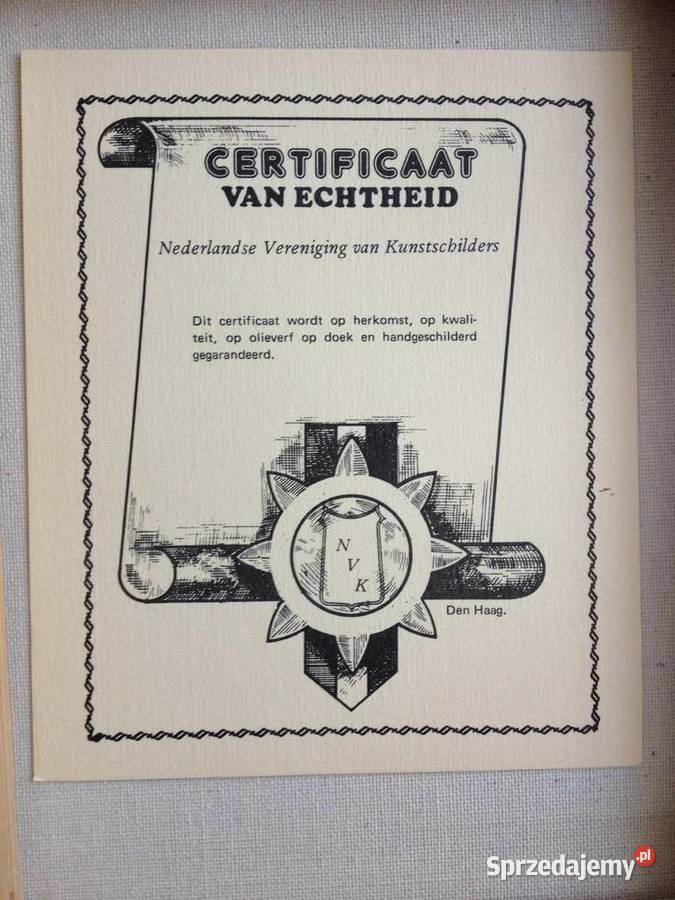 CERTIFICAAT
VAN ECHTHEID
Nederlandse Vereniging van Kunstschilders
Dit certificaat wordt op herkomst, op kwali-
teit, op olieverf op doek en handgeschilderd
gegarandeerd.
N
V
K
Den Haag.
Sprzedajemy.pl